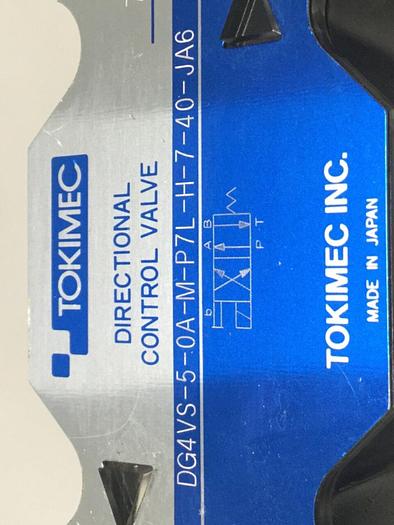 TOKIMEC
DIRECTIONAL
CONTROL VALVE
DG4VS-5-0A-M-P7L-H-7-40-JA6
b
A B
P T
TOKIMEC INC.
MADE IN JAPAN